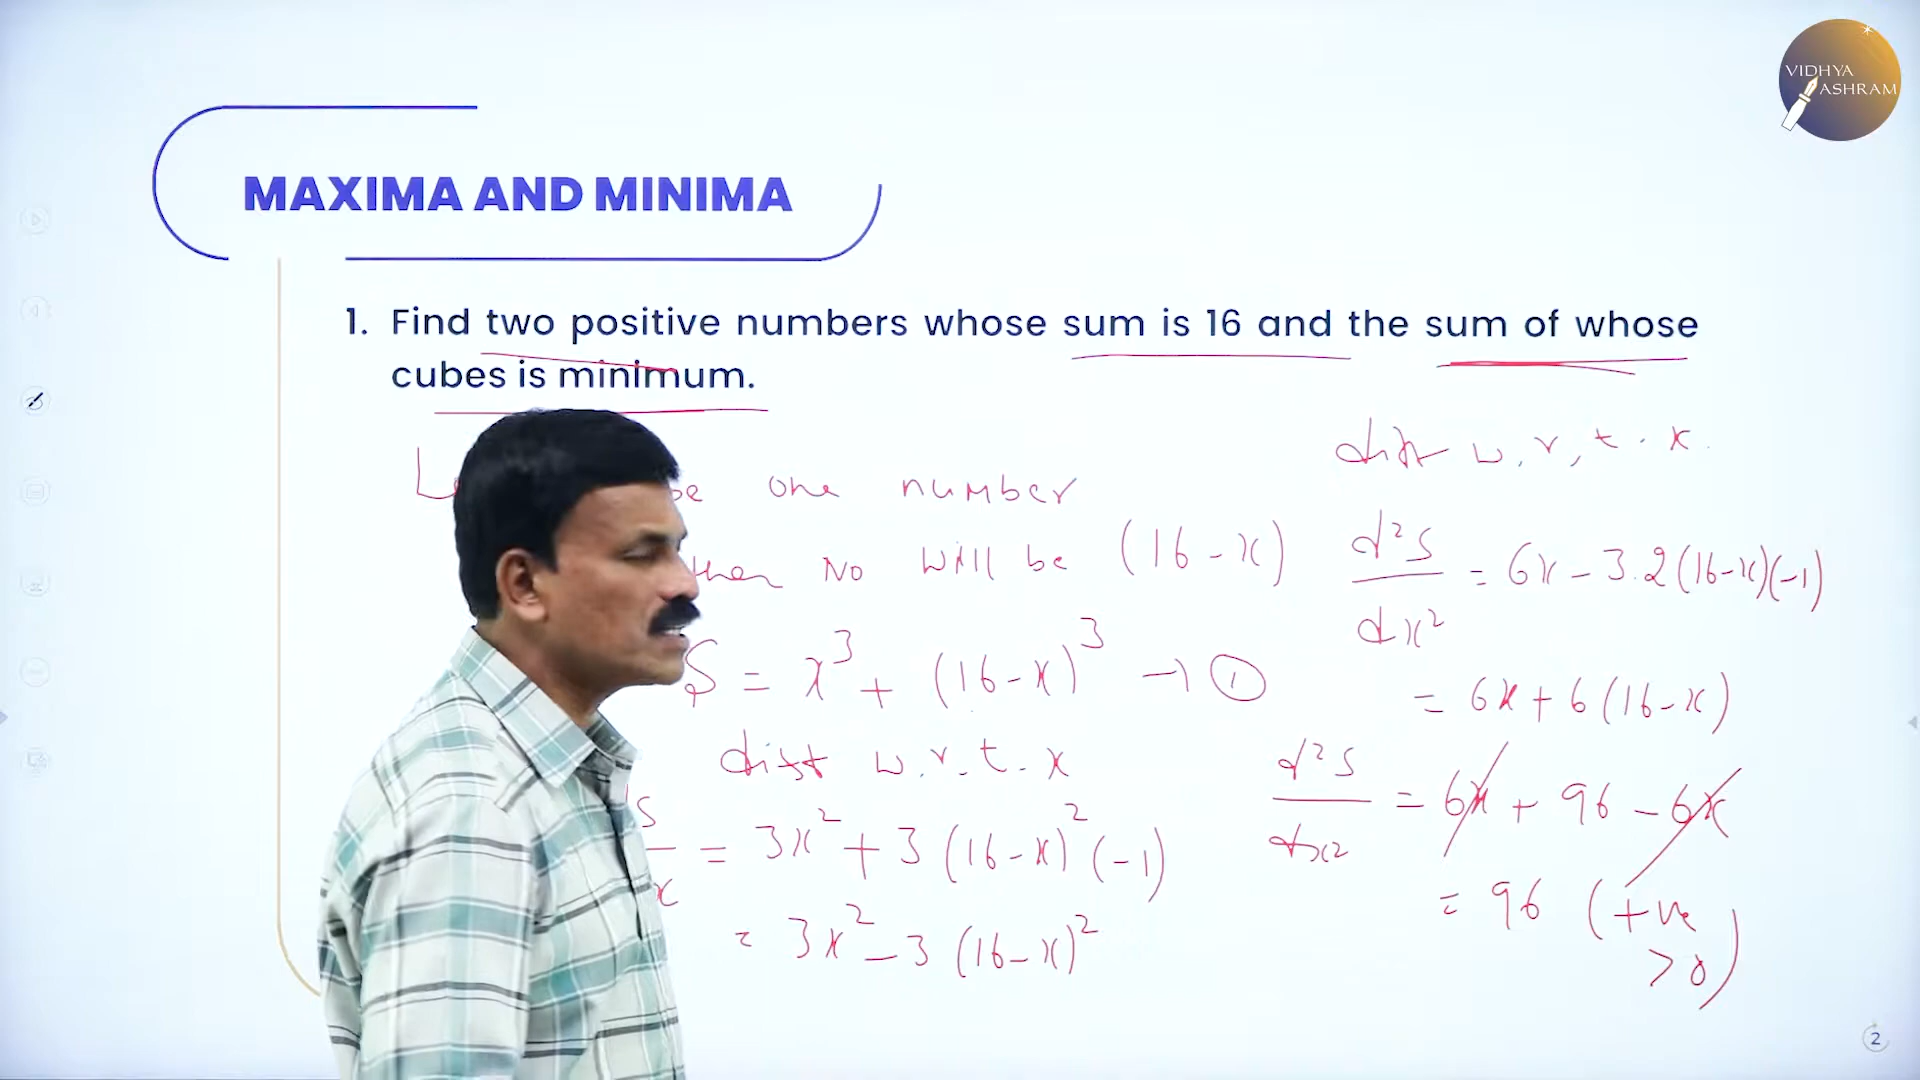 VIDHYA
ASHRAM
MAXIMA AND MINIMA
1. Find two positive numbers whose sum is 16 and the sum of whose
cubes is minimum.
be one number
No will be (16-x)
S = x³ + (16-x)³ → ①
diff w.r.t. x
= 3x² + 3(16-x)²(-1)
= 3x² - 3(16-x)²
diff w.r.t. x
d²S/dx² = 6x - 3.2(16-x)(-1)
= 6x + 6(16-x)
d²S/dx² = 6x + 96 - 6x
= 96 (+ve
>0)
2